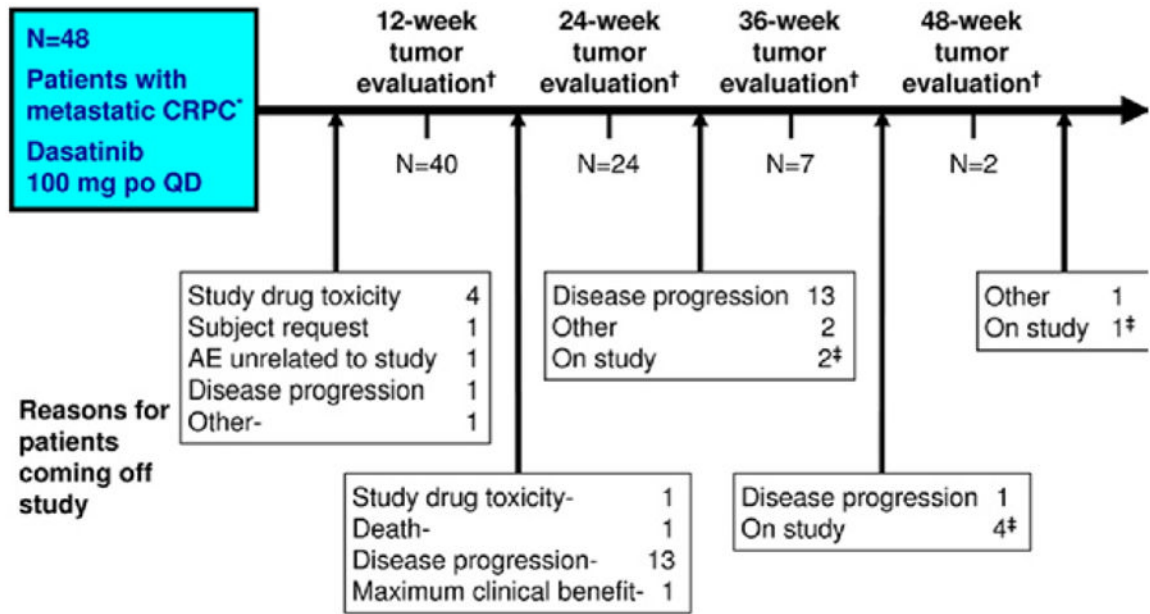 N=48
Patients with
metastatic CRPC*
Dasatinib
100 mg po QD
12-week
tumor
evaluation†
24-week
tumor
evaluation†
36-week
tumor
evaluation†
48-week
tumor
evaluation†
N=40
N=24
N=7
N=2
Study drug toxicity 4
Subject request 1
AE unrelated to study 1
Disease progression 1
Other- 1
Disease progression 13
Other 2
On study 2‡
Other 1
On study 1‡
Reasons for
patients
coming off
study
Study drug toxicity- 1
Death- 1
Disease progression- 13
Maximum clinical benefit- 1
Disease progression 1
On study 4‡